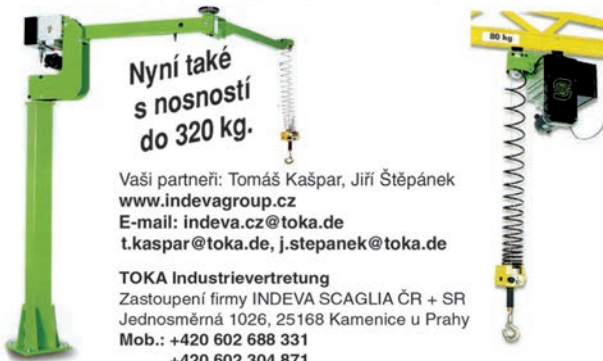 Nyní také
s nosností
do 320 kg.
80 kg
Vaši partneři: Tomáš Kašpar, Jiří Štěpánek
www.indevagroup.cz
E-mail: indeva.cz@toka.de
t.kaspar@toka.de, j.stepanek@toka.de
TOKA Industrievertretung
Zastoupení firmy INDEVA SCAGLIA ČR + SR
Jednosměrná 1026, 25168 Kamenice u Prahy
Mob.: +420 602 688 331
+420 602 304 871